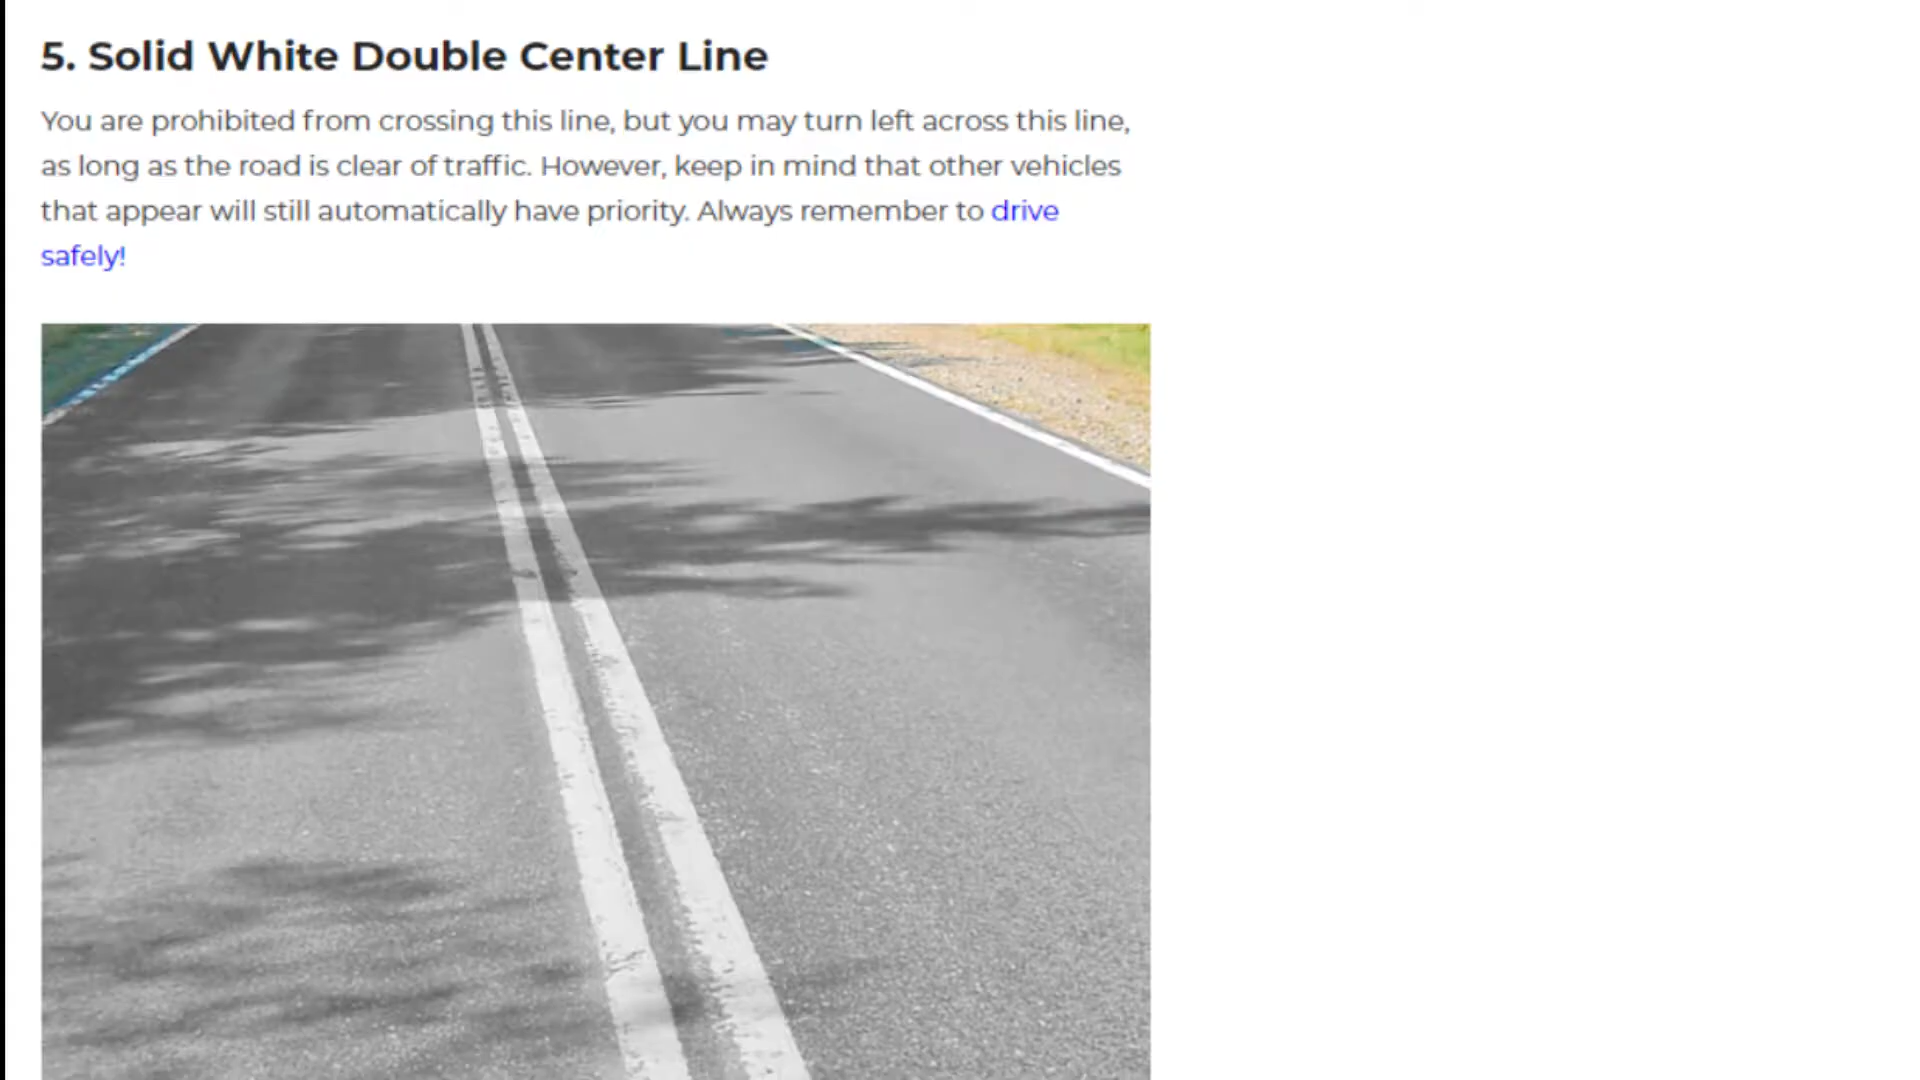 5. Solid White Double Center Line
You are prohibited from crossing this line, but you may turn left across this line,
as long as the road is clear of traffic. However, keep in mind that other vehicles
that appear will still automatically have priority. Always remember to drive
safely!